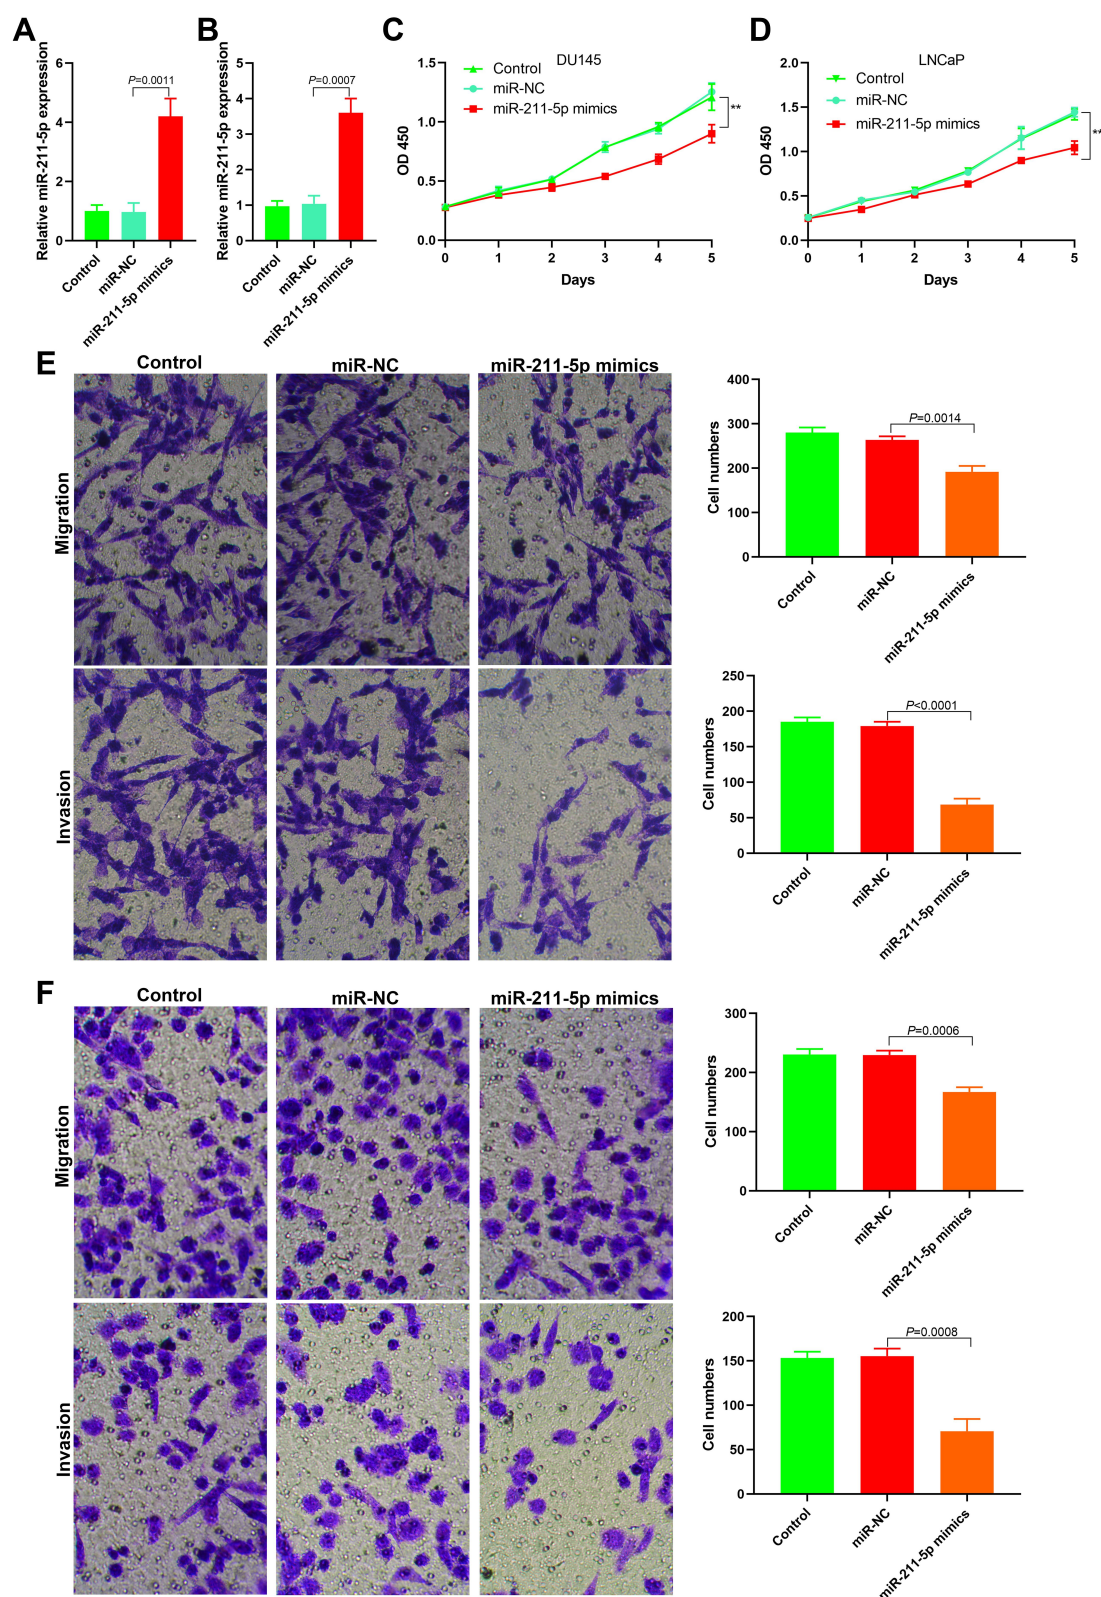 A
Relative miR-211-5p expression
6
4
2
0
P=0.0011
Control
miR-NC
miR-211-5p mimics
B
Relative miR-211-5p expression
5
4
3
2
1
0
P=0.0007
Control
miR-NC
miR-211-5p mimics
C
DU145
Control
miR-NC
miR-211-5p mimics
OD 450
1.5
1.0
0.5
0.0
**
0 1 2 3 4 5
Days
D
LNCaP
Control
miR-NC
miR-211-5p mimics
OD 450
2.0
1.5
1.0
0.5
0.0
**
0 1 2 3 4 5
Days
E
Control miR-NC miR-211-5p mimics
Migration
Cell numbers
400
300
200
100
0
P=0.0014
Control
miR-NC
miR-211-5p mimics
Invasion
Cell numbers
250
200
150
100
50
0
P<0.0001
Control
miR-NC
miR-211-5p mimics
F
Control miR-NC miR-211-5p mimics
Migration
Cell numbers
300
200
100
0
P=0.0006
Control
miR-NC
miR-211-5p mimics
Invasion
Cell numbers
200
150
100
50
0
P=0.0008
Control
miR-NC
miR-211-5p mimics